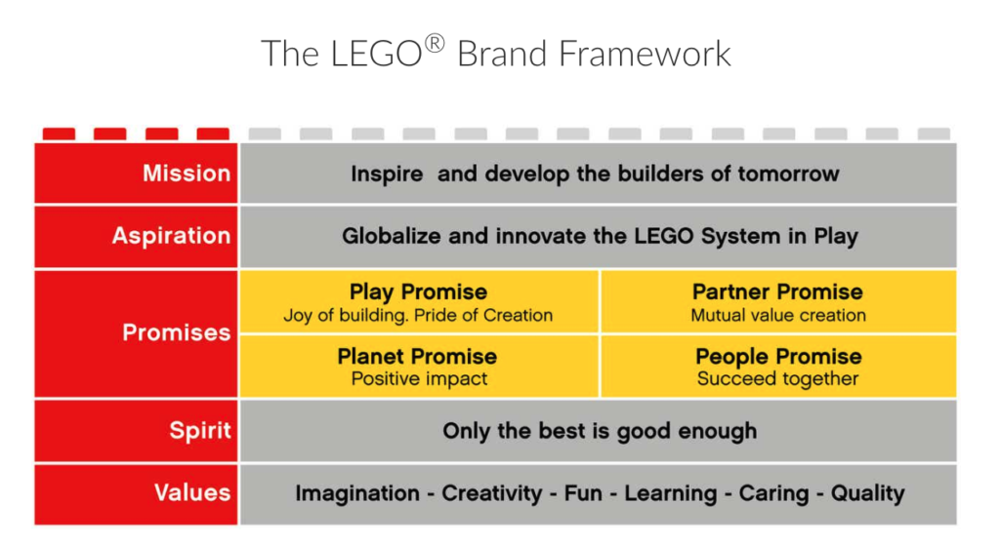 The LEGO® Brand Framework
Mission
Inspire and develop the builders of tomorrow
Aspiration
Globalize and innovate the LEGO System in Play
Promises
Play Promise
Joy of building. Pride of Creation
Partner Promise
Mutual value creation
Planet Promise
Positive impact
People Promise
Succeed together
Spirit
Only the best is good enough
Values
Imagination - Creativity - Fun - Learning - Caring - Quality